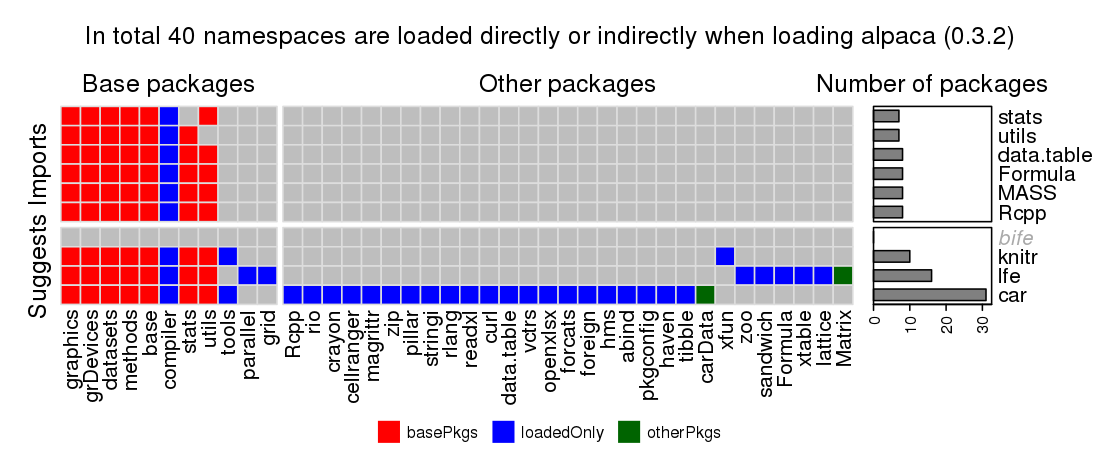 In total 40 namespaces are loaded directly or indirectly when loading alpaca (0.3.2)
Base packages
Other packages
Number of packages
Imports
Suggests
stats
utils
data.table
Formula
MASS
Rcpp
bife
knitr
lfe
car
0
10
20
30
graphics
grDevices
datasets
methods
base
compiler
stats
utils
tools
parallel
grid
Rcpp
rio
crayon
cellranger
magrittr
zip
pillar
stringi
rlang
readxl
curl
data.table
vctrs
openxlsx
forcats
foreign
hms
abind
pkgconfig
haven
tibble
carData
xfun
zoo
sandwich
Formula
xtable
lattice
Matrix
basePkgs
loadedOnly
otherPkgs